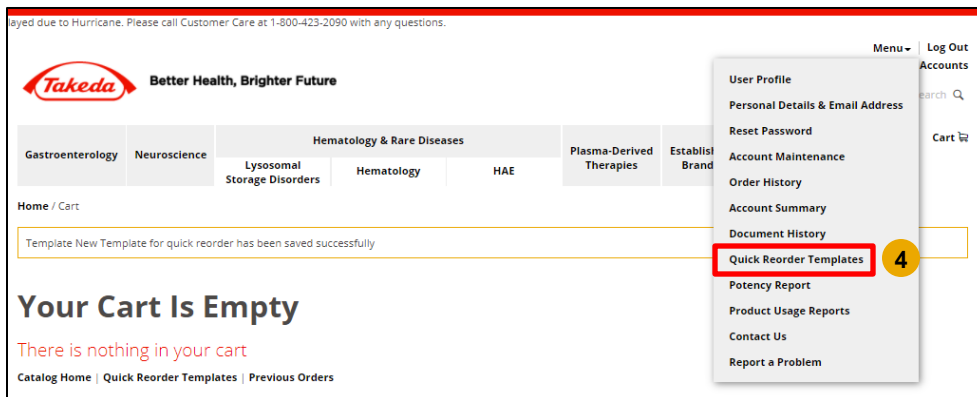 layed due to Hurricane. Please call Customer Care at 1-800-423-2090 with any questions.
Menu Log Out
Accounts
earch
Takeda Better Health, Brighter Future
Cart
Gastroenterology
Neuroscience
Hematology & Rare Diseases
Lysosomal
Storage Disorders
Hematology
HAE
Plasma-Derived
Therapies
Establish
Brand
User Profile
Personal Details & Email Address
Reset Password
Account Maintenance
Order History
Account Summary
Document History
Quick Reorder Templates 4
Potency Report
Product Usage Reports
Contact Us
Report a Problem
Home / Cart
Template New Template for quick reorder has been saved successfully
Your Cart Is Empty
There is nothing in your cart
Catalog Home | Quick Reorder Templates | Previous Orders